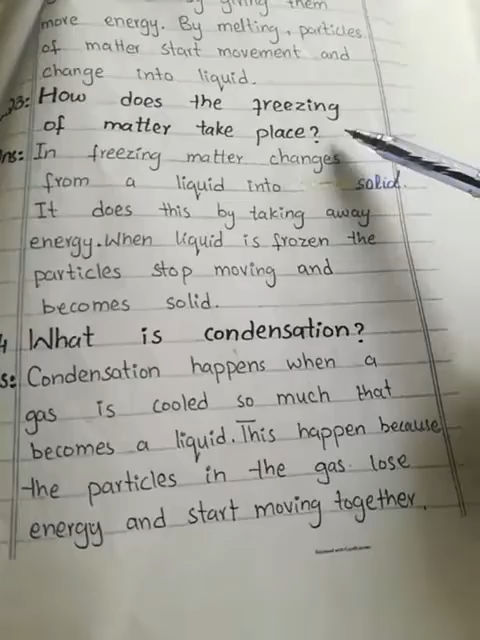 giving them
more energy. By melting, particles
of matter start movement and
change into liquid.
23: How does the freezing
of matter take place?
Ans: In freezing matter changes
from a liquid into solid.
It does this by taking away
energy. When liquid is frozen the
particles stop moving and
becomes solid.
4 What is condensation?
s: Condensation happens when a
gas is cooled so much that
becomes a liquid. This happen because
the particles in the gas lose
energy and start moving together.